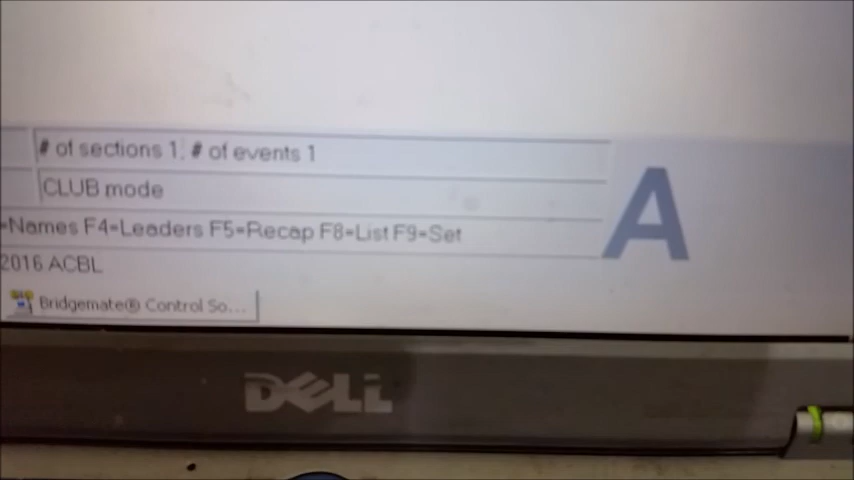 # of sections 1, # of events 1
CLUB mode
=Names F4=Leaders F5=Recap F8=List F9=Set
2016 ACBL
A
Bridgemate® Control So...
DELL